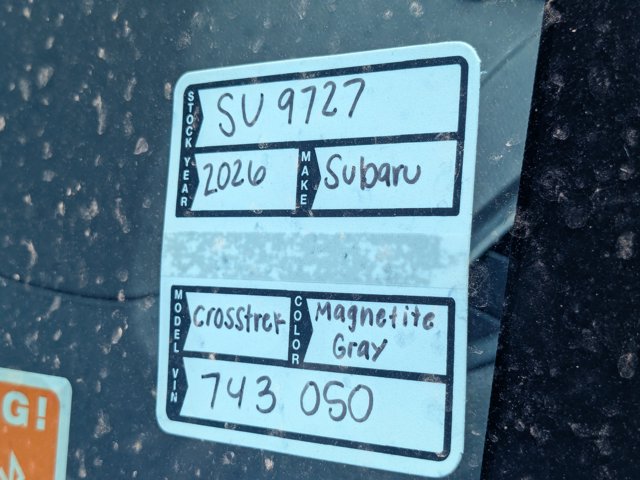 STOCK SU 9727
YEAR 2026 MAKE Subaru
MODEL Crosstrek COLOR Magnetite Gray
VIN 743 050
G!